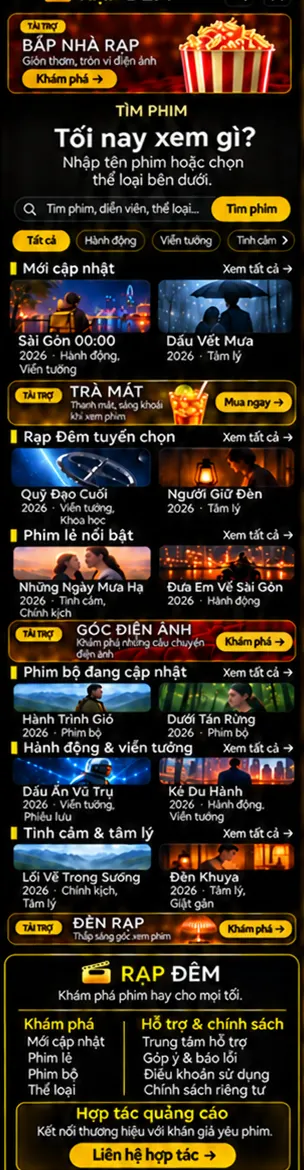 TÀI TRỢ
BẮP NHÀ RẠP
Giòn thơm, tròn vị điện ảnh
Khám phá →
TÌM PHIM
Tối nay xem gì?
Nhập tên phim hoặc chọn
thể loại bên dưới.
Tìm phim, diễn viên, thể loại...
Tìm phim
Tất cả
Hành động
Viễn tưởng
Tình cảm
Mới cập nhật
Xem tất cả →
Sài Gòn 00:00
2026 · Hành động,
Viễn tưởng
Dấu Vết Mưa
2026 · Tâm lý
TÀI TRỢ
TRÀ MÁT
Thanh mát, sảng khoái
khi xem phim
Mua ngay →
Rạp Đêm tuyển chọn
Xem tất cả →
Quỹ Đạo Cuối
2026 · Viễn tưởng,
Khoa học
Người Giữ Đèn
2026 · Tâm lý
Phim lẻ nổi bật
Xem tất cả →
Những Ngày Mưa Hạ
2026 · Tình cảm,
Chính kịch
Đưa Em Về Sài Gòn
2026 · Hành động
TÀI TRỢ
GÓC ĐIỆN ẢNH
Khám phá những câu chuyện
điện ảnh
Khám phá →
Phim bộ đang cập nhật
Xem tất cả →
Hành Trình Gió
2026 · Phim bộ
Dưới Tán Rừng
2026 · Phim bộ
Hành động & viễn tưởng
Xem tất cả →
Dấu Ấn Vũ Trụ
2026 · Viễn tưởng,
Phiêu lưu
Kẻ Du Hành
2026 · Hành động,
Viễn tưởng
Tình cảm & tâm lý
Xem tất cả →
Lối Về Trong Sương
2026 · Chính kịch,
Tâm lý
Đèn Khuya
2026 · Tâm lý,
Giật gân
TÀI TRỢ
ĐÈN RẠP
Thắp sáng góc xem phim
Khám phá →
RẠP ĐÊM
Khám phá phim hay cho mọi tối.
Khám phá
Mới cập nhật
Phim lẻ
Phim bộ
Thể loại
Hỗ trợ & chính sách
Trung tâm hỗ trợ
Góp ý & báo lỗi
Điều khoản sử dụng
Chính sách riêng tư
Hợp tác quảng cáo
Kết nối thương hiệu với khán giả yêu phim.
Liên hệ hợp tác →